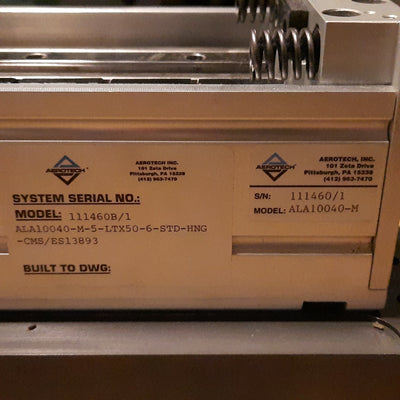 AEROTECH
AEROTECH, INC.
101 Zeta Drive
Pittsburgh, PA 15238
(412) 963-7470
SYSTEM SERIAL NO.:
MODEL: 111460B/1
ALA10040-M-5-LTX50-6-STD-HNG
-CMS/ES13893
BUILT TO DWG:
AEROTECH
AEROTECH, INC.
101 Zeta Drive
Pittsburgh, PA 15238
(412) 963-7470
S/N: 111460/1
MODEL: ALA10040-M